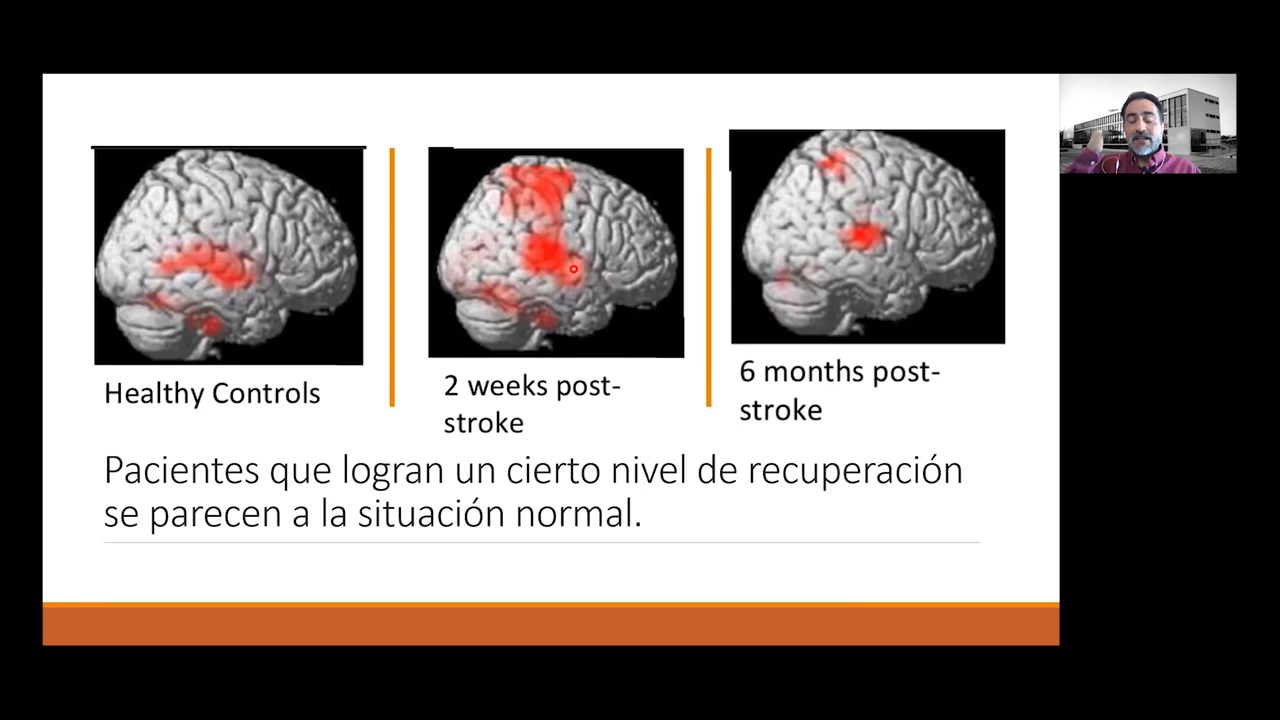 Healthy Controls
2 weeks post-
stroke
6 months post-
stroke
Pacientes que logran un cierto nivel de recuperación
se parecen a la situación normal.